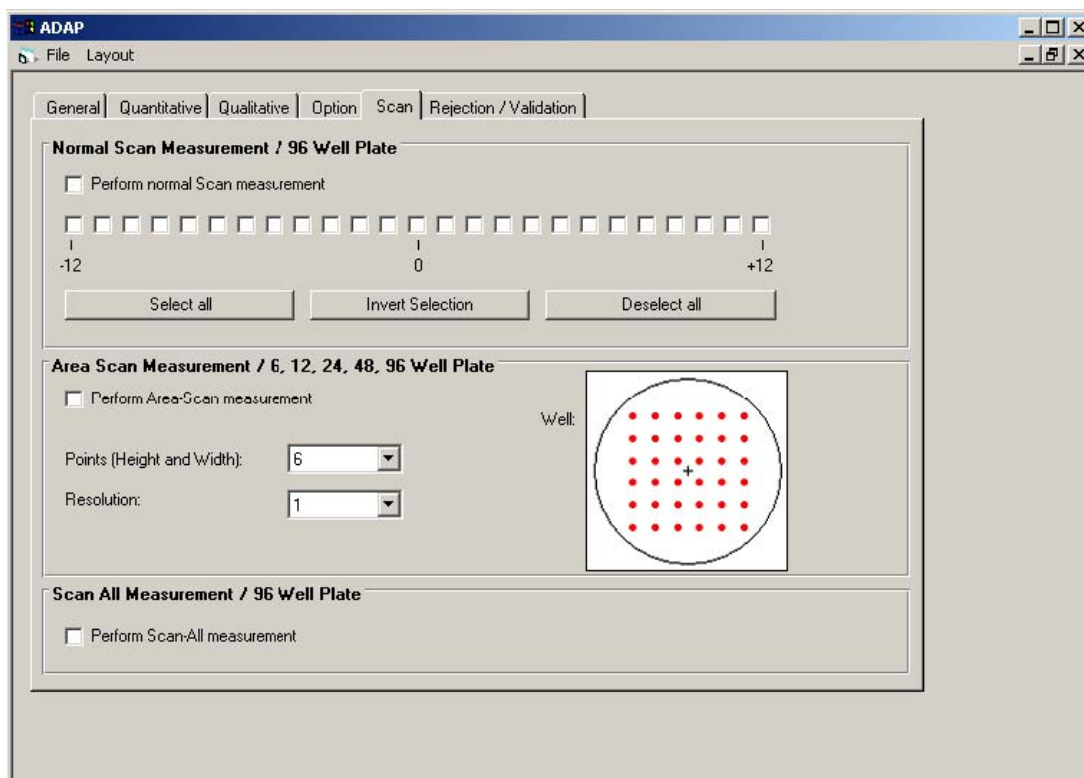 ADAP
File Layout
General Quantitative Qualitative Option Scan Rejection / Validation
Normal Scan Measurement / 96 Well Plate
Perform normal Scan measurement
-12 0 +12
Select all Invert Selection Deselect all
Area Scan Measurement / 6, 12, 24, 48, 96 Well Plate
Perform Area-Scan measurement
Well:
Points (Height and Width): 6
Resolution: 1
Scan All Measurement / 96 Well Plate
Perform Scan-All measurement